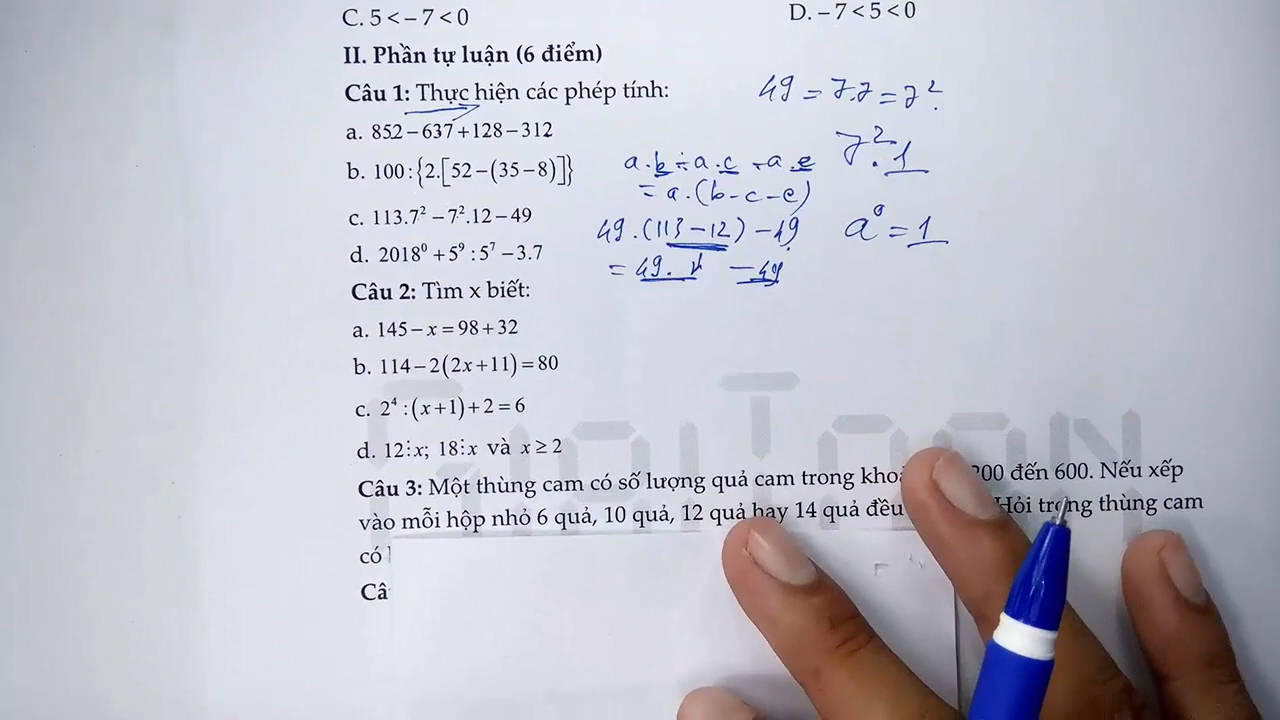 C. 5 < – 7 < 0
D. – 7 < 5 < 0
II. Phần tự luận (6 điểm)
Câu 1: Thực hiện các phép tính:
49 = 7.7 = 7²
a. 852 – 637 + 128 – 312
7². 1
b. 100 : {2.[52 – (35 – 8)]}
= a.(b – c – e)
c. 113.7² – 7².12 – 49
49.(113 – 12) – 49
a⁰ = 1
d. 2018⁰ + 5⁹ : 5⁷ – 3.7
= 49. – 49
Câu 2: Tìm x biết:
a. 145 – x = 98 + 32
b. 114 – 2(2x + 11) = 80
c. 2⁴ : (x + 1) + 2 = 6
d. 12⋮x; 18⋮x và x ≥ 2
TOÁN
Câu 3: Một thùng cam có số lượng quả cam trong 00 đến 600. Nếu xếp
vào mỗi hộp nhỏ 6 quả, 10 quả, 12 quả hay 14 quả đều Hỏi trong thùng cam
có
Câ